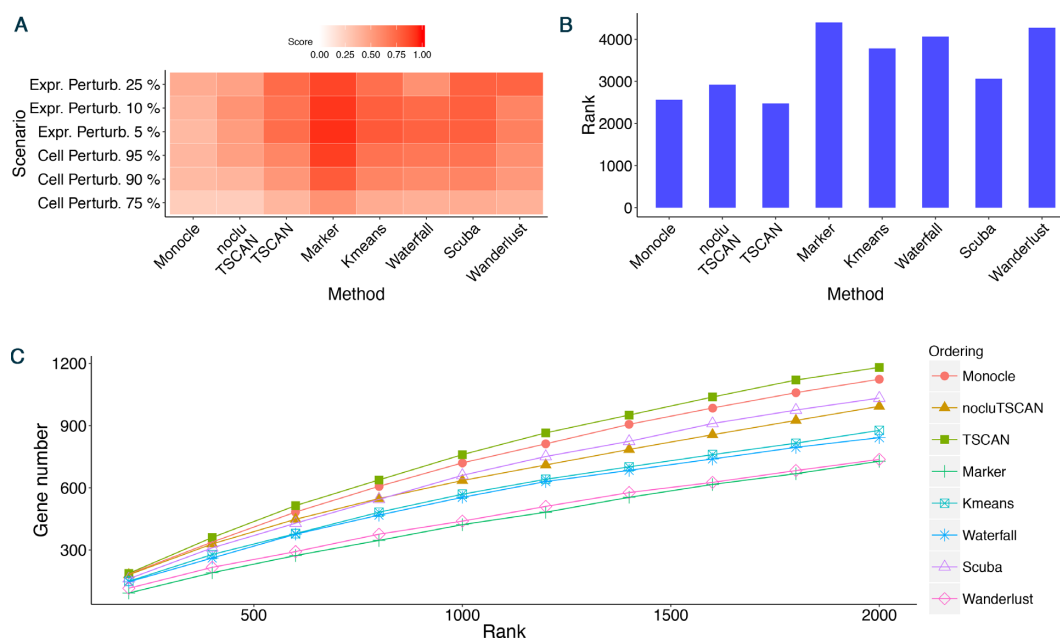 A
Score
0.00 0.25 0.50 0.75 1.00
Scenario
Expr. Perturb. 25 %
Expr. Perturb. 10 %
Expr. Perturb. 5 %
Cell Perturb. 95 %
Cell Perturb. 90 %
Cell Perturb. 75 %
Monocle
noclu
TSCAN
TSCAN
Marker
Kmeans
Waterfall
Scuba
Wanderlust
Method
B
Rank
4000
3000
2000
1000
0
Monocle
noclu
TSCAN
TSCAN
Marker
Kmeans
Waterfall
Scuba
Wanderlust
Method
C
Gene number
1200
900
600
300
500 1000 1500 2000
Rank
Ordering
Monocle
nocluTSCAN
TSCAN
Marker
Kmeans
Waterfall
Scuba
Wanderlust